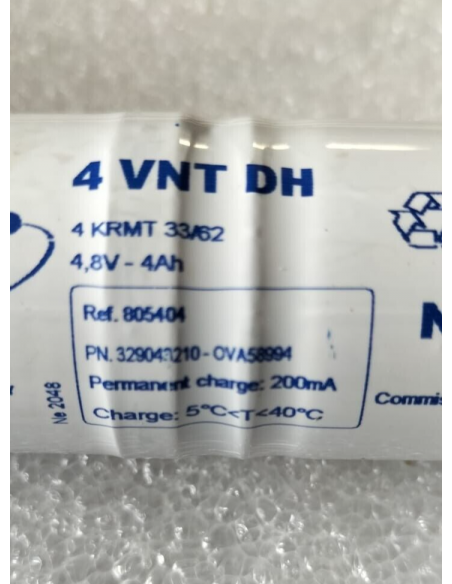 4 VNT DH
4 KRMT 33/62
4,8V - 4Ah
Ref. 805404
PN. 329043210 - OVA58994
Permanent charge: 200mA
Charge: 5°C<T<40°C
Ne 2048
N
Commis